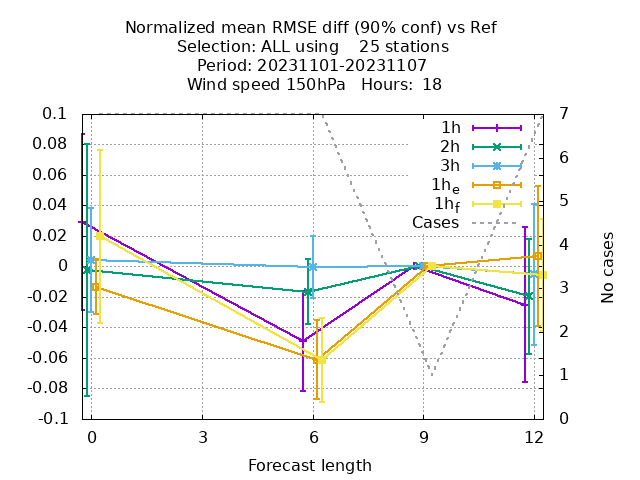 Normalized mean RMSE diff (90% conf) vs Ref
Selection: ALL using    25 stations
Period: 20231101-20231107
Wind speed 150hPa   Hours:  18
0.1
0.08
0.06
0.04
0.02
0
-0.02
-0.04
-0.06
-0.08
-0.1
1h
2h
3h
1he
1hf
Cases
7
6
5
4
3
2
1
0
No cases
0 3 6 9 12
Forecast length